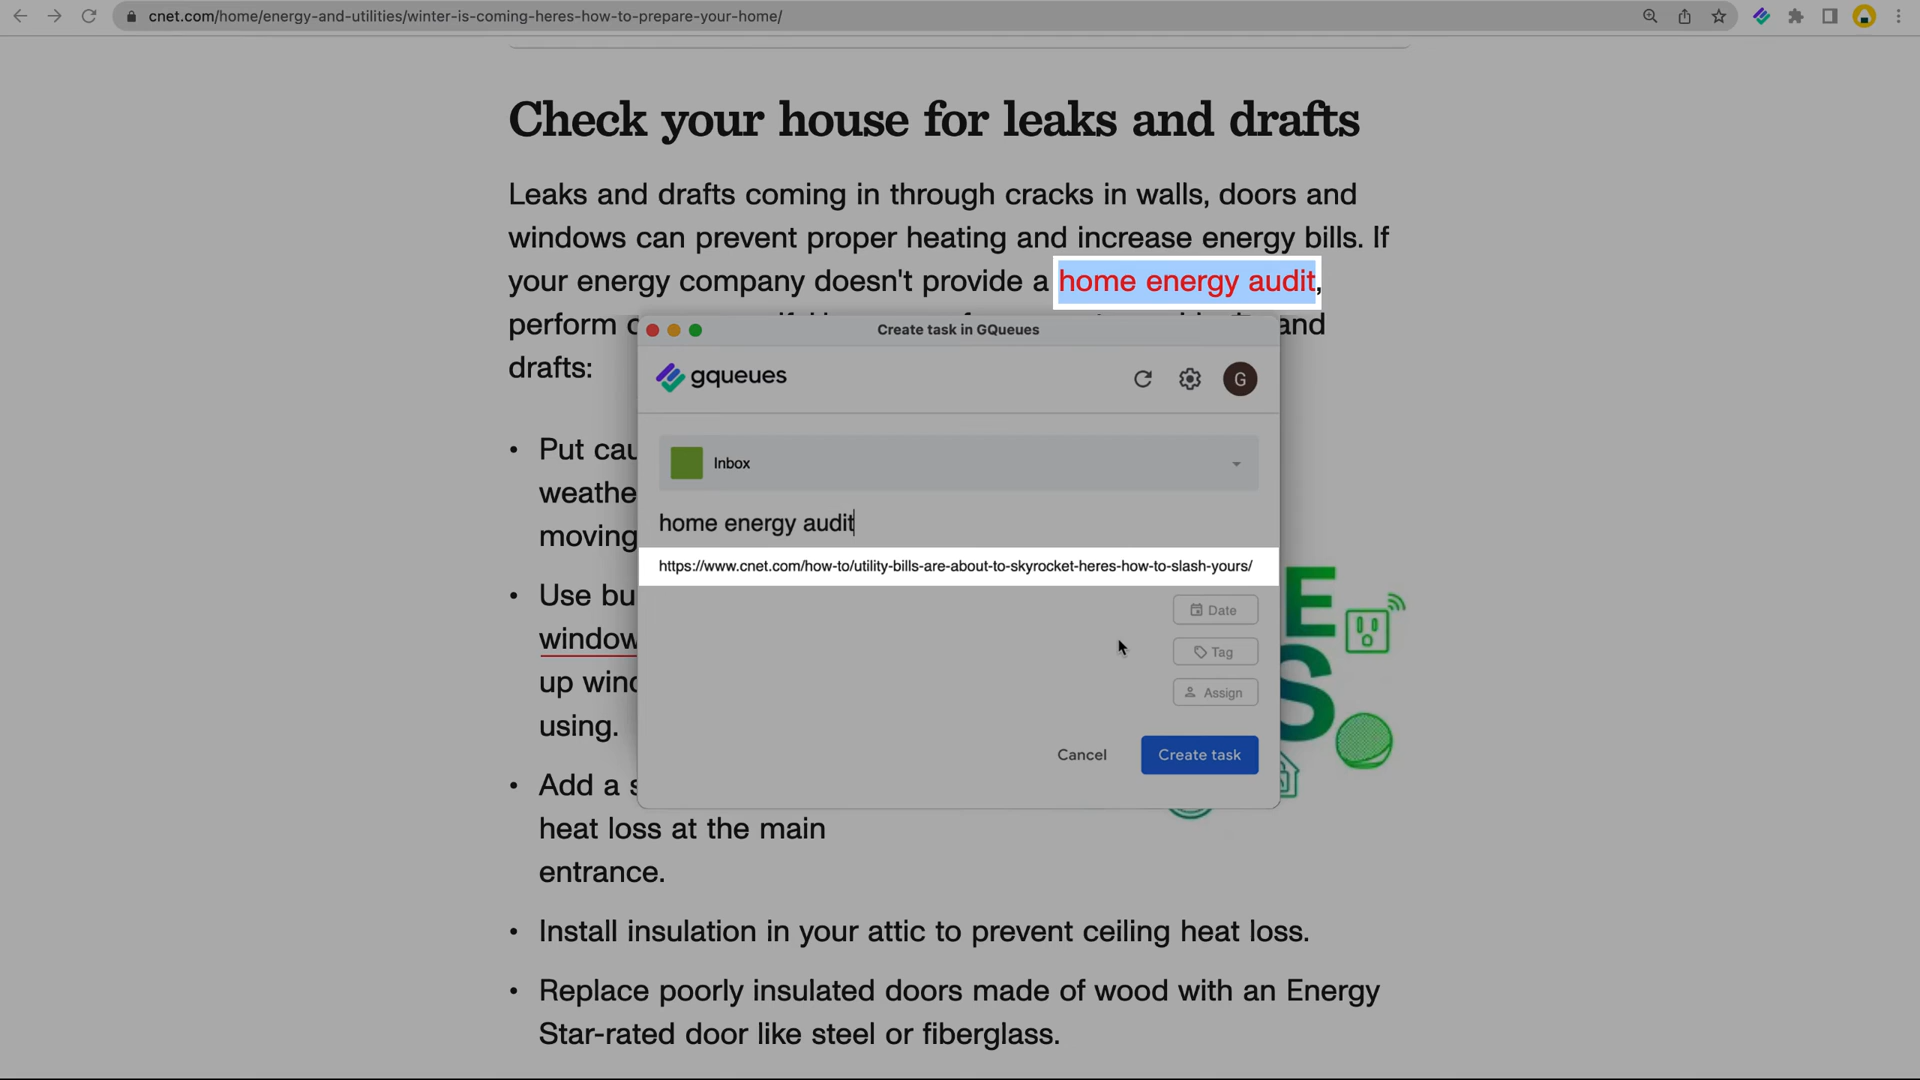 cnet.com/home/energy-and-utilities/winter-is-coming-heres-how-to-prepare-your-home/
Check your house for leaks and drafts
Leaks and drafts coming in through cracks in walls, doors and
windows can prevent proper heating and increase energy bills. If
your energy company doesn't provide a home energy audit,
perform
and
drafts:
Create task in GQueues
gqueues
G
Inbox
home energy audit
https://www.cnet.com/how-to/utility-bills-are-about-to-skyrocket-heres-how-to-slash-yours/
Date
Tag
Assign
Cancel
Create task
• Put cau
weathe
moving
• Use bu
window
up wind
using.
• Add a s
heat loss at the main
entrance.
E
S
• Install insulation in your attic to prevent ceiling heat loss.
• Replace poorly insulated doors made of wood with an Energy
Star-rated door like steel or fiberglass.